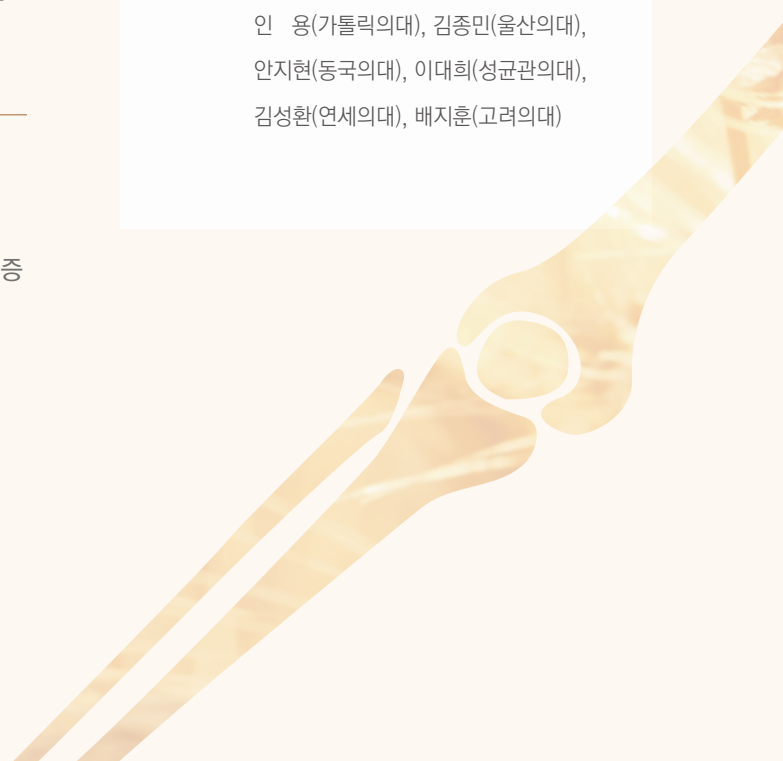 인   용(가톨릭의대), 김종민(울산의대),
안지현(동국의대), 이대희(성균관의대),
김성환(연세의대), 배지훈(고려의대)
증